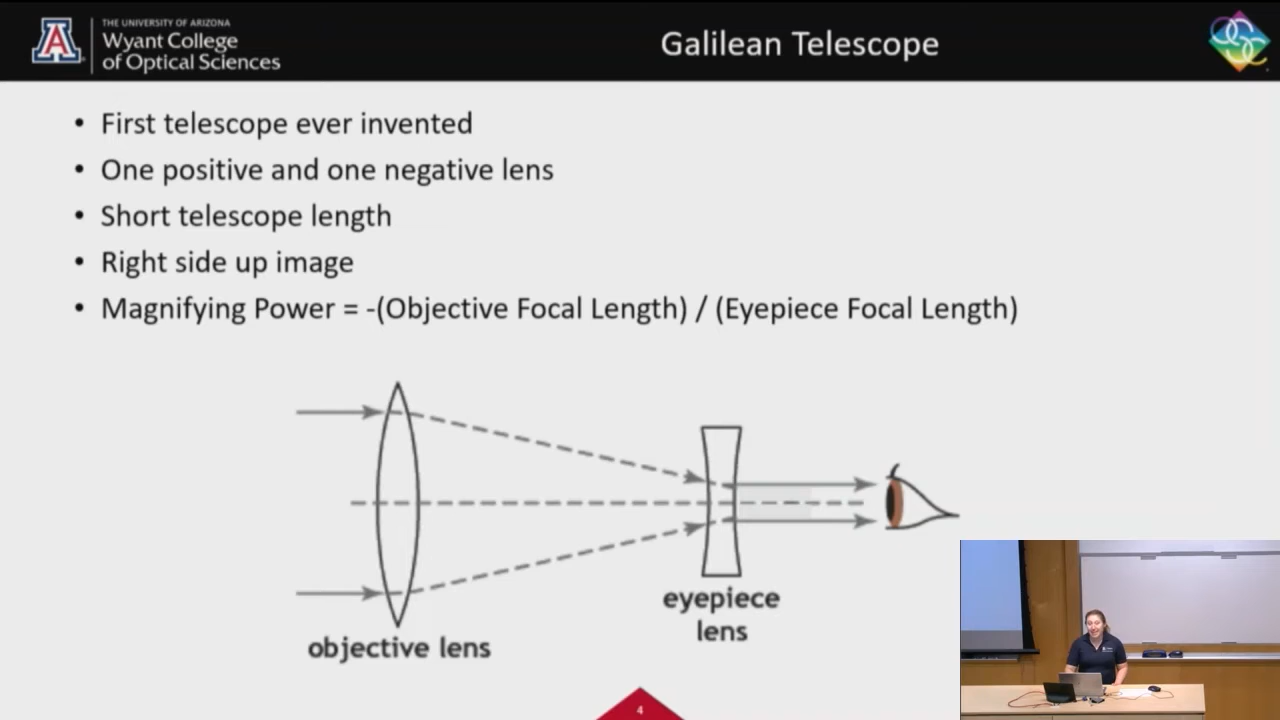 THE UNIVERSITY OF ARIZONA
Wyant College
of Optical Sciences
A
Galilean Telescope
OSC
• First telescope ever invented
• One positive and one negative lens
• Short telescope length
• Right side up image
• Magnifying Power = -(Objective Focal Length) / (Eyepiece Focal Length)
objective lens
eyepiece
lens
4